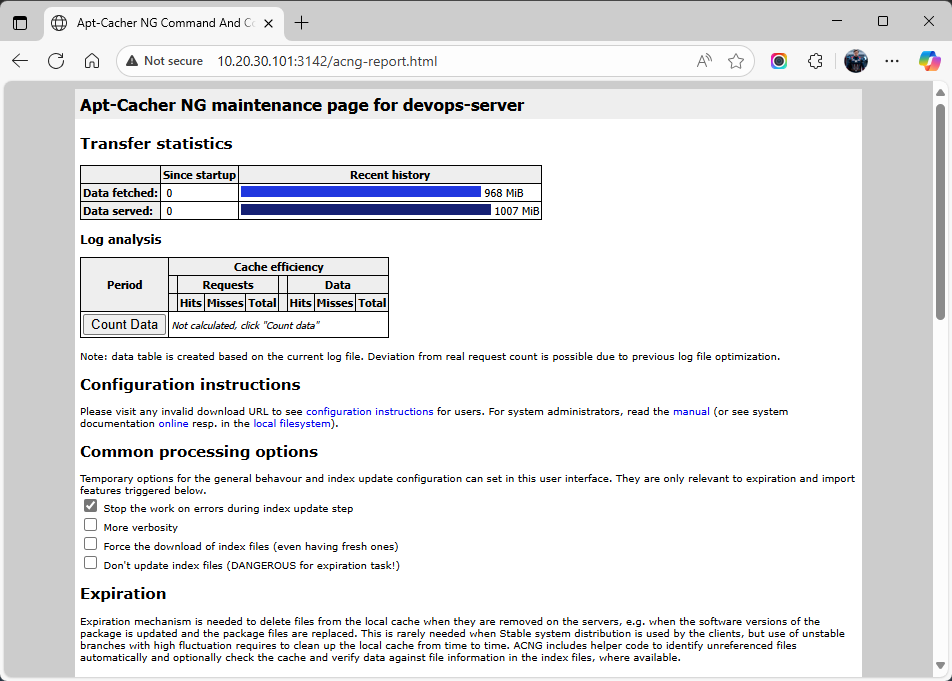 Apt-Cacher NG Command And Co
Not secure 10.20.30.101:3142/acng-report.html
Apt-Cacher NG maintenance page for devops-server
Transfer statistics
Since startup Recent history
Data fetched: 0 968 MiB
Data served: 0 1007 MiB
Log analysis
Period Cache efficiency
Requests Data
Hits Misses Total Hits Misses Total
Count Data Not calculated, click "Count data"
Note: data table is created based on the current log file. Deviation from real request count is possible due to previous log file optimization.
Configuration instructions
Please visit any invalid download URL to see configuration instructions for users. For system administrators, read the manual (or see system
documentation online resp. in the local filesystem).
Common processing options
Temporary options for the general behavour and index update configuration can set in this user interface. They are only relevant to expiration and import
features triggered below.
Stop the work on errors during index update step
More verbosity
Force the download of index files (even having fresh ones)
Don't update index files (DANGEROUS for expiration task!)
Expiration
Expiration mechanism is needed to delete files from the local cache when they are removed on the servers, e.g. when the software versions of the
package is updated and the package files are replaced. This is rarely needed when Stable system distribution is used by the clients, but use of unstable
branches with high fluctuation requires to clean up the local cache from time to time. ACNG includes helper code to identify unreferenced files
automatically and optionally check the cache and verify data against file information in the index files, where available.